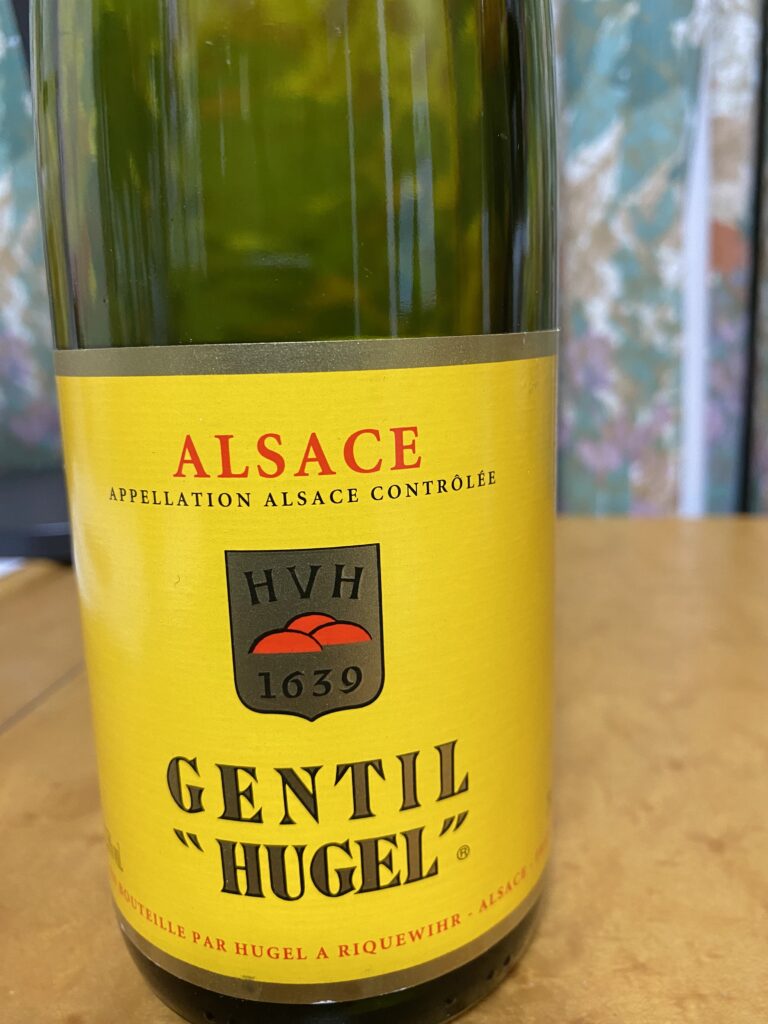 ALSACE
APPELLATION ALSACE CONTRÔLÉE
HVH
1639
GENTIL
"HUGEL"®
BOUTEILLE PAR HUGEL A RIQUEWIHR - ALSACE